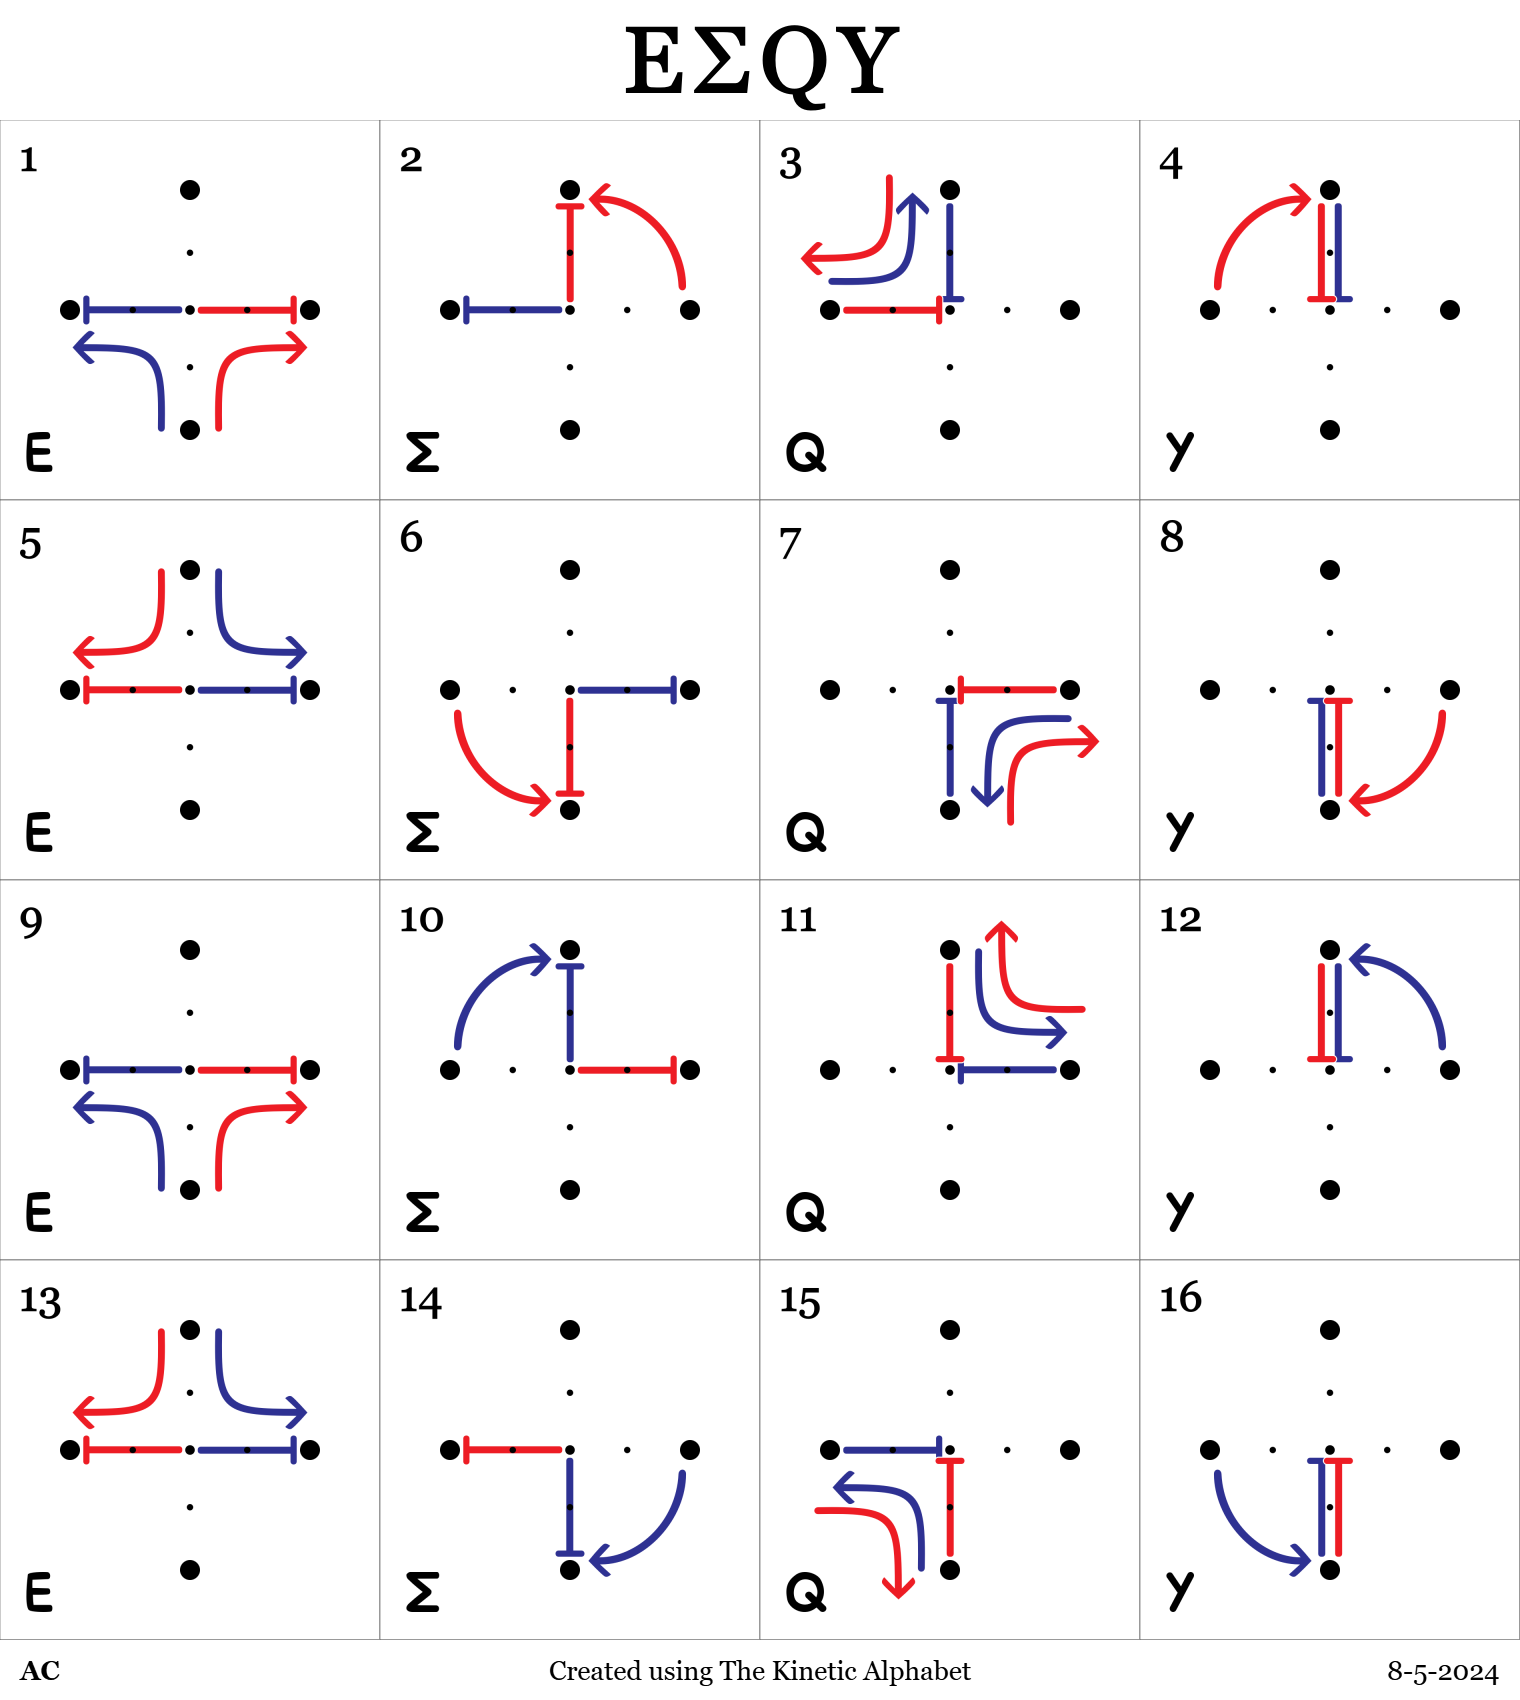 EΣQY
1 2 3 4
E Σ Q Y
5 6 7 8
E Σ Q Y
9 10 11 12
E Σ Q Y
13 14 15 16
E Σ Q Y
AC Created using The Kinetic Alphabet 8-5-2024